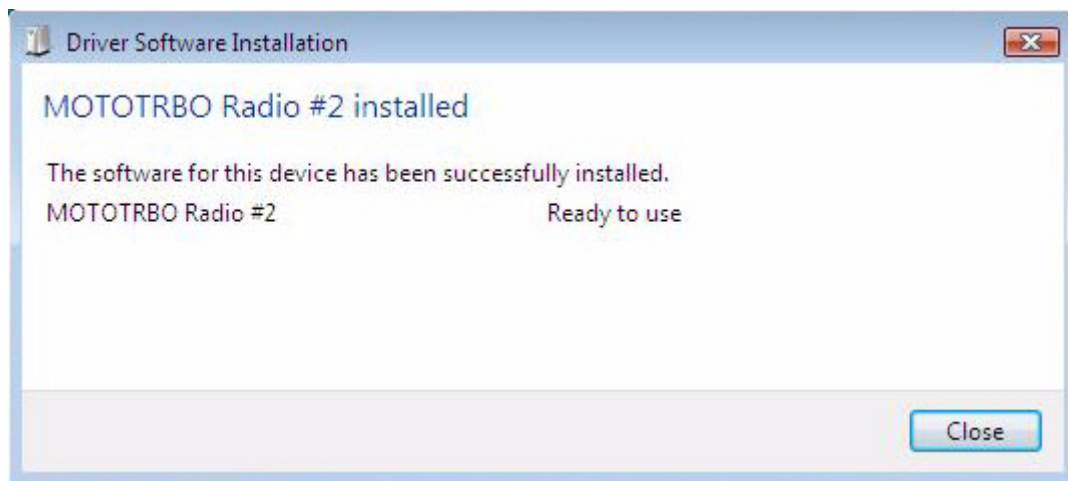 Driver Software Installation
MOTOTRBO Radio #2 installed
The software for this device has been successfully installed.
MOTOTRBO Radio #2 Ready to use
Close